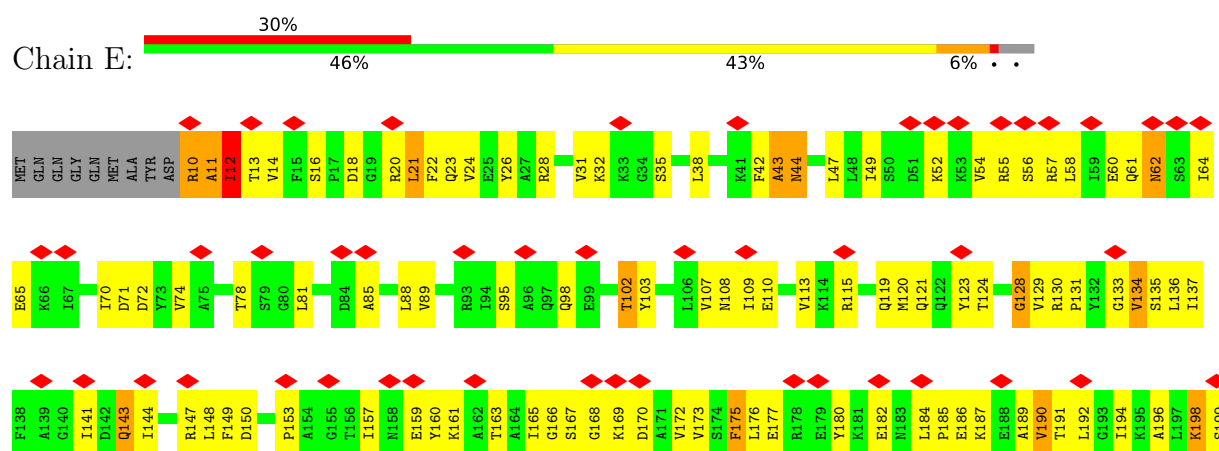 30%
Chain E:
46% 43% 6% • •
MET GLN GLN GLY GLN MET ALA TYR ASP R10 A11 I12 T13 V14 F15 S16 P17 D18 G19 R20 L21 F22 Q23 V24 E25 Y26 A27 R28 V31 K32 K33 G34 S35 L38 K41 F42 A43 N44 L47 L48 I49 S50 D51 K52 K53 V54 R55 S56 R57 L58 I59 E60 Q61 N62 S63 I64
E65 K66 I67 I70 D71 D72 Y73 V74 A75 T78 S79 G80 L81 D84 A85 L88 V89 R93 I94 S95 A96 Q97 Q98 E99 T102 Y103 L106 V107 N108 I109 E110 V113 K114 R115 Q119 M120 Q121 Q122 Y123 T124 G128 V129 R130 P131 Y132 G133 V134 S135 L136 I137
F138 A139 G140 I141 D142 Q143 I144 R147 L148 F149 D150 P153 A154 G155 T156 I157 N158 E159 Y160 K161 A162 T163 A164 I165 G166 S167 G168 K169 D170 A171 V172 V173 S174 F175 L176 E177 R178 E179 Y180 K181 E182 N183 L184 P185 E186 K187 E188 A189 V190 T191 L192 G193 I194 K195 A196 L197 K198